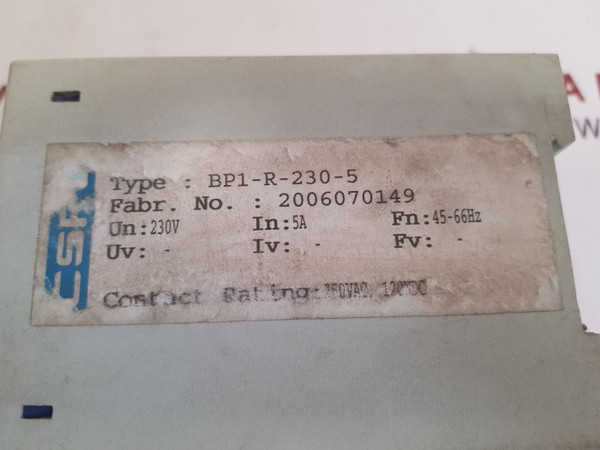 Type : BP1-R-230-5
Fabr. No. : 2006070149
Un: 230V In: 5A Fn: 45-66Hz
Uv: - Iv: - Fv: -
Contact Rating: 250VAC, 120VDC